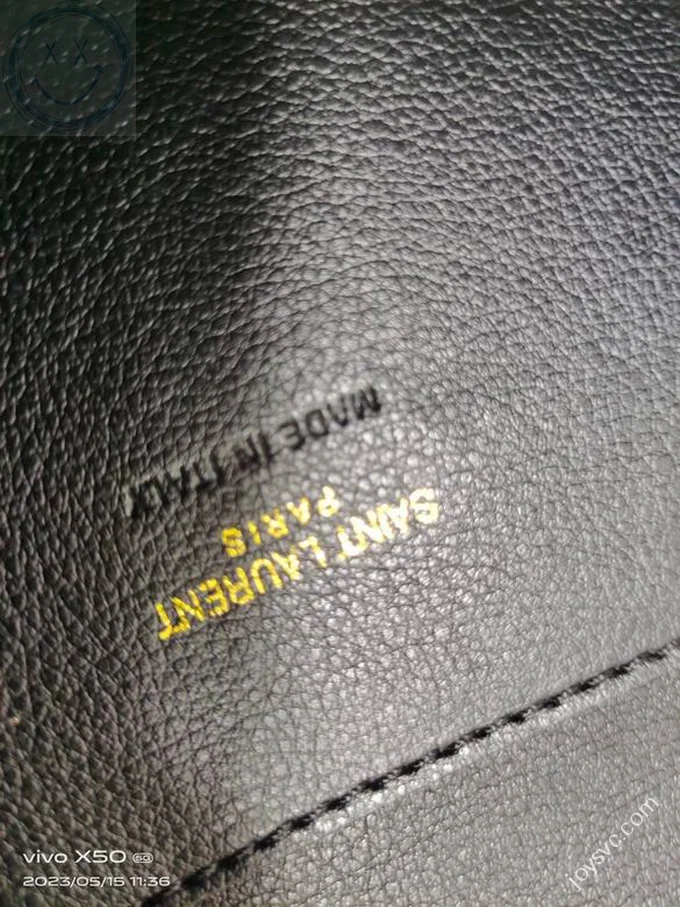 SAINT LAURENT
PARIS
MADE IN ITALY
vivo X50 5G
2023/05/15 11:36
joysvc.com